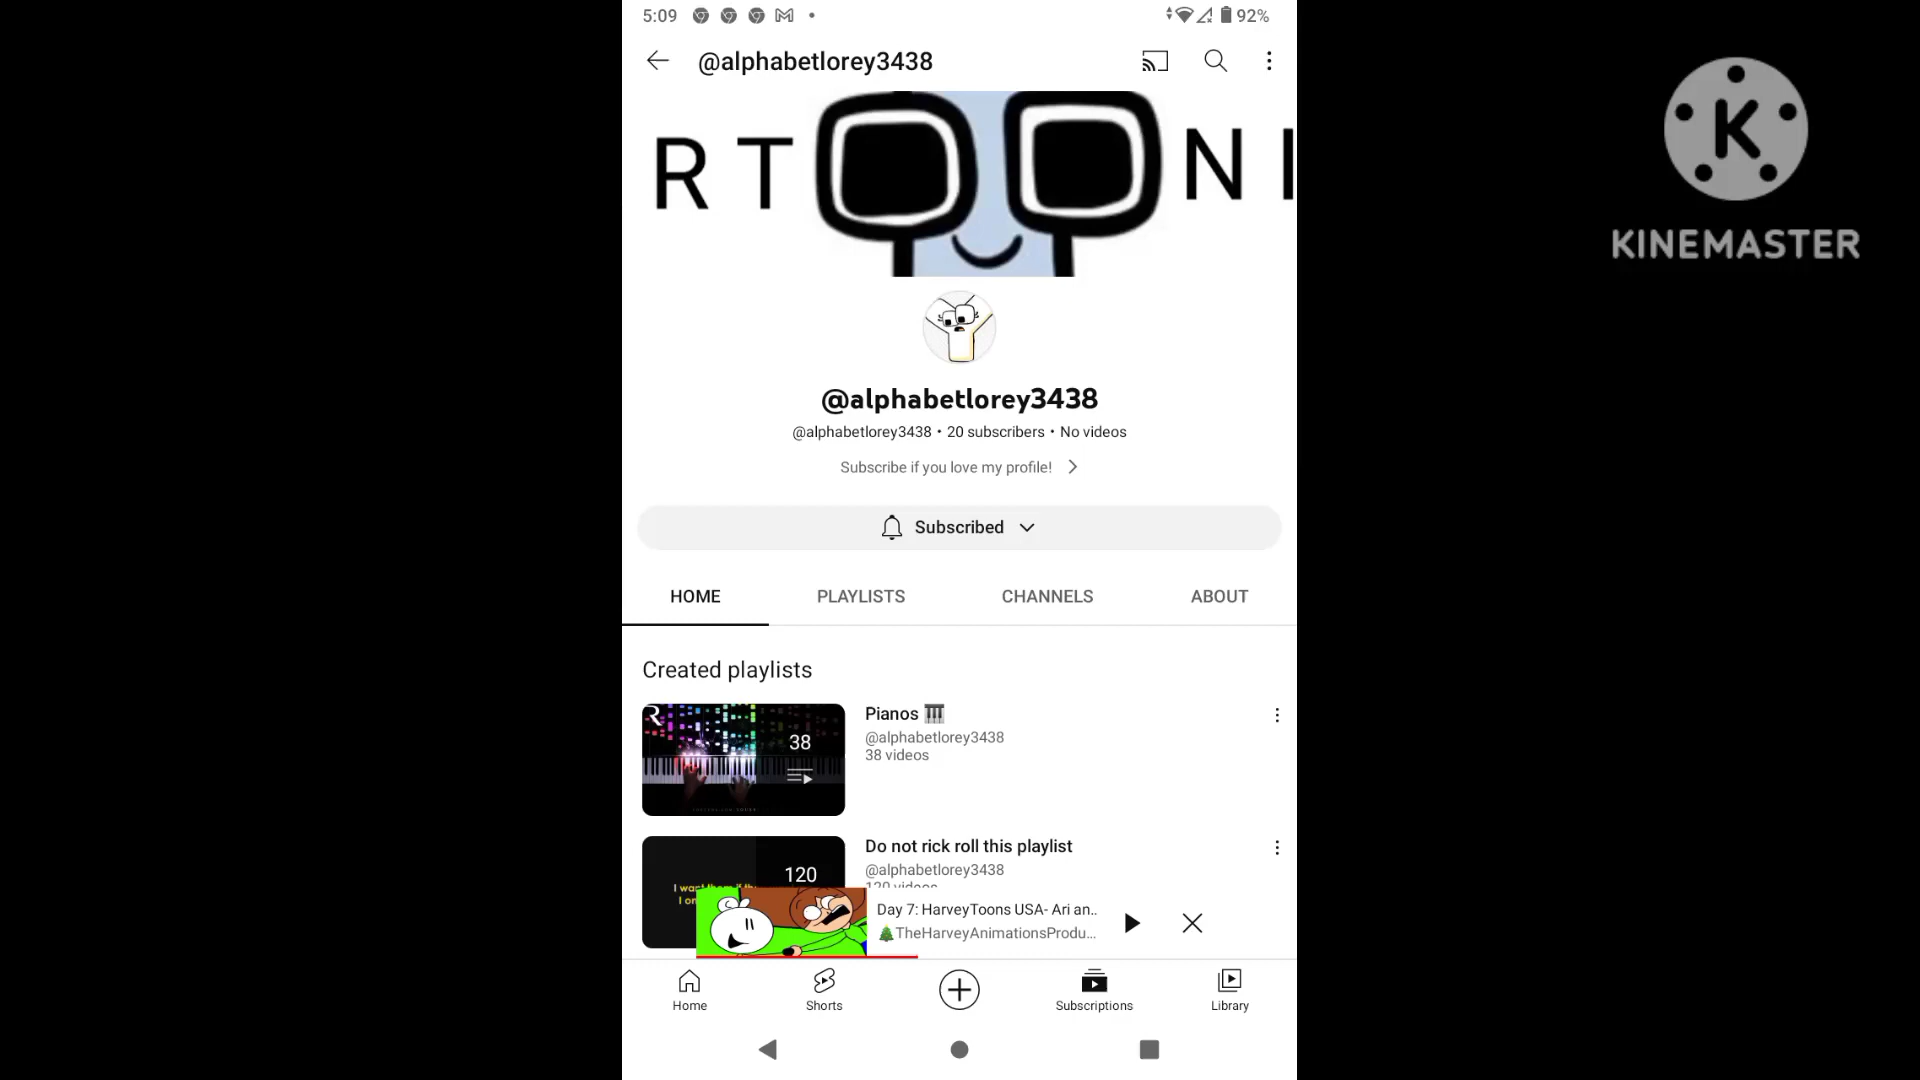 5:09
92%
@alphabetlorey3438
R T O O N I
KINEMASTER
@alphabetlorey3438
@alphabetlorey3438 • 20 subscribers • No videos
Subscribe if you love my profile!
Subscribed
HOME PLAYLISTS CHANNELS ABOUT
Created playlists
38
Pianos 🎹
@alphabetlorey3438
38 videos
120
Do not rick roll this playlist
@alphabetlorey3438
120 videos
Day 7: HarveyToons USA- Ari an..
🎄TheHarveyAnimationsProdu...
Home Shorts Subscriptions Library